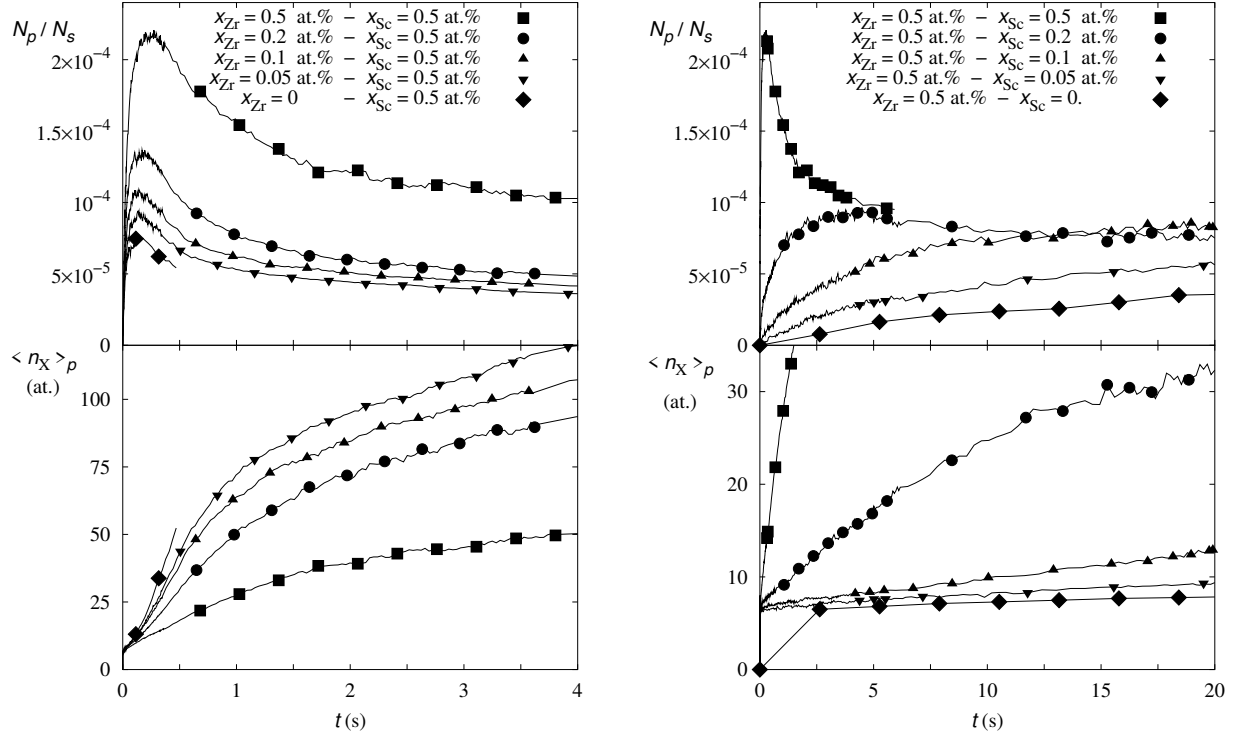 N_p / N_s
x_Zr = 0.5 at.% − x_Sc = 0.5 at.%
x_Zr = 0.2 at.% − x_Sc = 0.5 at.%
x_Zr = 0.1 at.% − x_Sc = 0.5 at.%
x_Zr = 0.05 at.% − x_Sc = 0.5 at.%
x_Zr = 0 − x_Sc = 0.5 at.%
2×10⁻⁴
1.5×10⁻⁴
10⁻⁴
5×10⁻⁵
0
< n_X >_p
(at.)
100
75
50
25
0
0 1 2 3 4
t (s)
N_p / N_s
x_Zr = 0.5 at.% − x_Sc = 0.5 at.%
x_Zr = 0.5 at.% − x_Sc = 0.2 at.%
x_Zr = 0.5 at.% − x_Sc = 0.1 at.%
x_Zr = 0.5 at.% − x_Sc = 0.05 at.%
x_Zr = 0.5 at.% − x_Sc = 0.
2×10⁻⁴
1.5×10⁻⁴
10⁻⁴
5×10⁻⁵
0
< n_X >_p
(at.)
30
20
10
0
0 5 10 15 20
t (s)